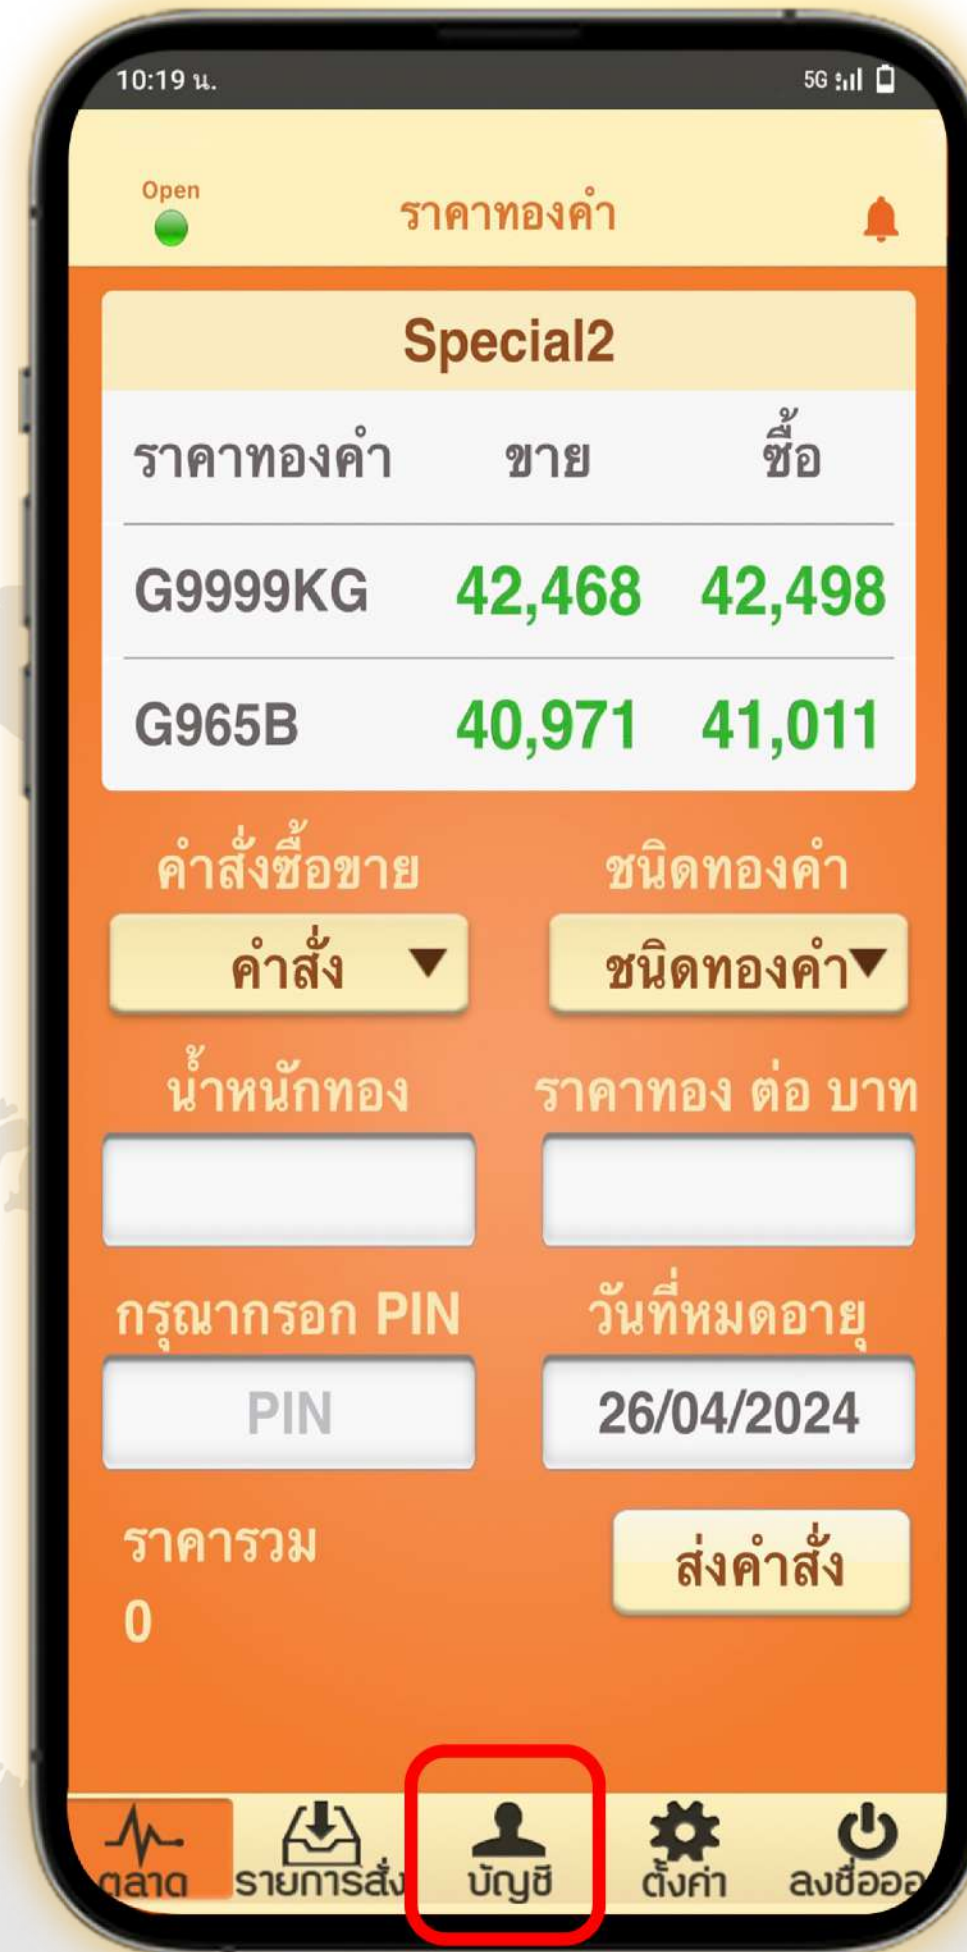 10:19 น. 5G
Open
ราคาทองคำ
Special2
ราคาทองคำ ขาย ซื้อ
G9999KG 42,468 42,498
G965B 40,971 41,011
คำสั่งซื้อขาย ชนิดทองคำ
คำสั่ง ชนิดทองคำ
น้ำหนักทอง ราคาทอง ต่อ บาท
กรุณากรอก PIN วันที่หมดอายุ
PIN 26/04/2024
ราคารวม ส่งคำสั่ง
0
ตลาด รายการสั่ง บัญชี ตั้งค่า ลงชื่อออ